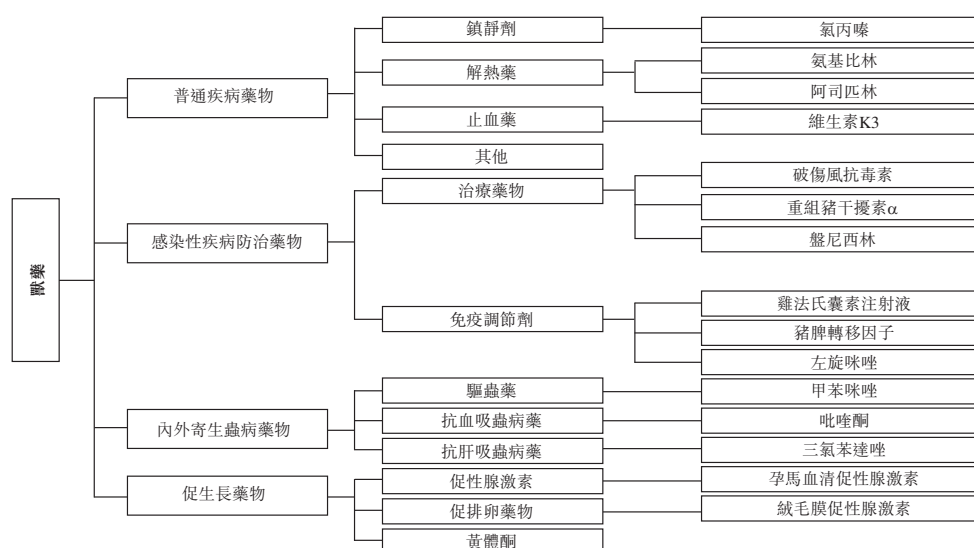 獸藥
普通疾病藥物
鎮靜劑
氯丙嗪
解熱藥
氨基比林
阿司匹林
止血藥
維生素K3
其他
感染性疾病防治藥物
治療藥物
破傷風抗毒素
重組豬干擾素α
盤尼西林
免疫調節劑
雞法氏囊素注射液
豬脾轉移因子
左旋咪唑
內外寄生蟲病藥物
驅蟲藥
甲苯咪唑
抗血吸蟲病藥
吡喹酮
抗肝吸蟲病藥
三氯苯達唑
促生長藥物
促性腺激素
孕馬血清促性腺激素
促排卵藥物
絨毛膜促性腺激素
黃體酮